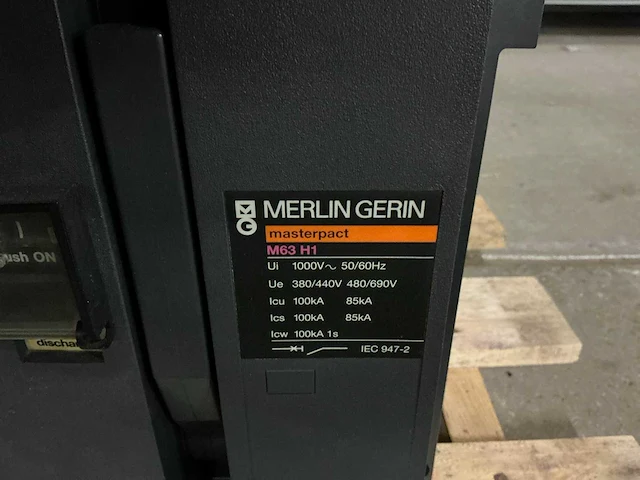 MG MERLIN GERIN
masterpact
M63 H1
Ui 1000V~ 50/60Hz
Ue 380/440V 480/690V
Icu 100kA 85kA
Ics 100kA 85kA
Icw 100kA 1s
IEC 947-2
ush ON
discha